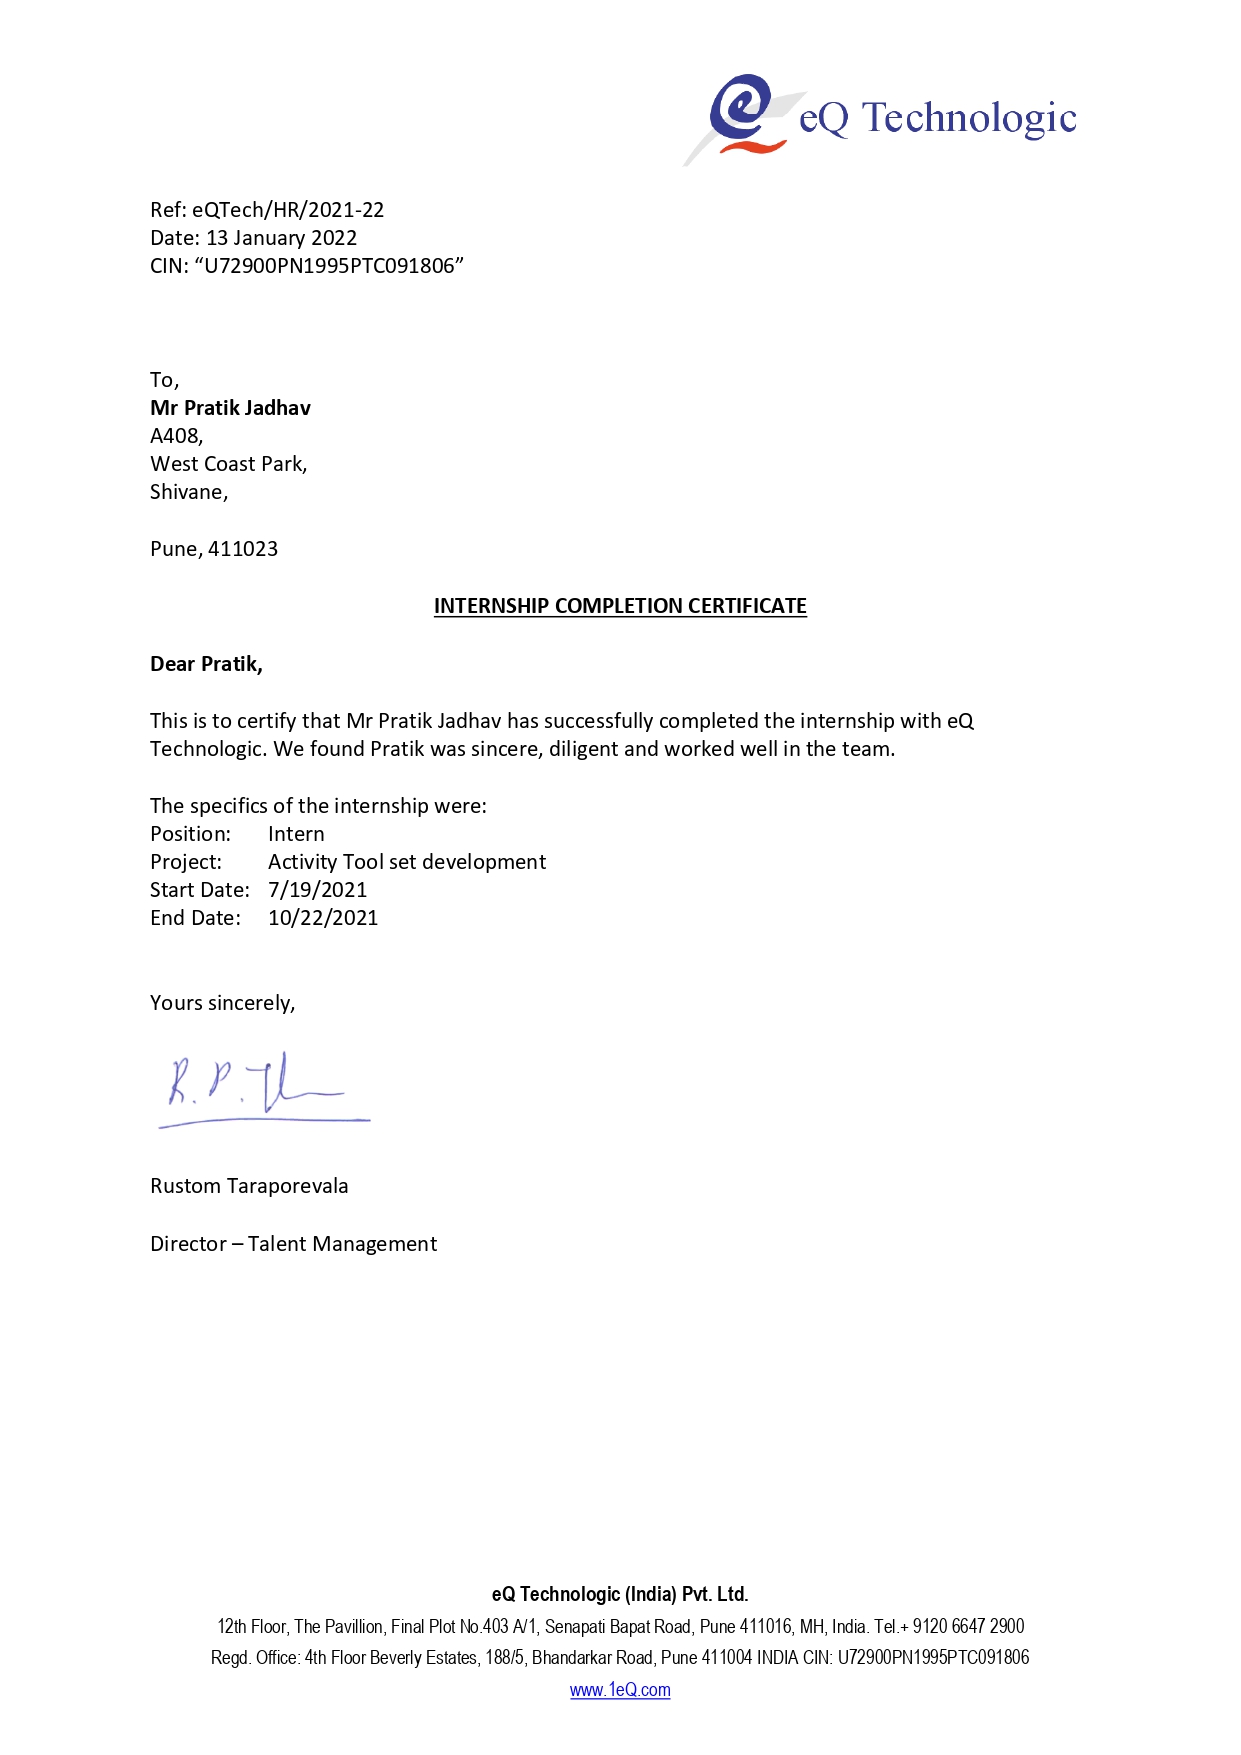 eQ Technologic
Ref: eQTech/HR/2021-22
Date: 13 January 2022
CIN: “U72900PN1995PTC091806”
To,
Mr Pratik Jadhav
A408,
West Coast Park,
Shivane,
Pune, 411023
INTERNSHIP COMPLETION CERTIFICATE
Dear Pratik,
This is to certify that Mr Pratik Jadhav has successfully completed the internship with eQ
Technologic. We found Pratik was sincere, diligent and worked well in the team.
The specifics of the internship were:
Position: Intern
Project: Activity Tool set development
Start Date: 7/19/2021
End Date: 10/22/2021
Yours sincerely,
R. P. T
Rustom Taraporevala
Director – Talent Management
eQ Technologic (India) Pvt. Ltd.
12th Floor, The Pavillion, Final Plot No.403 A/1, Senapati Bapat Road, Pune 411016, MH, India. Tel.+ 9120 6647 2900
Regd. Office: 4th Floor Beverly Estates, 188/5, Bhandarkar Road, Pune 411004 INDIA CIN: U72900PN1995PTC091806
www.1eQ.com